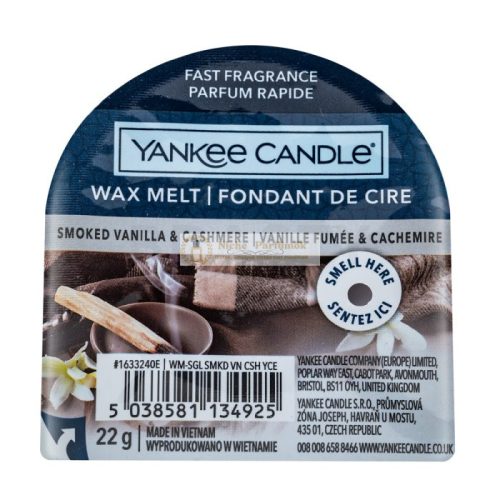 FAST FRAGRANCE
PARFUM RAPIDE
YANKEE CANDLE®
WAX MELT | FONDANT DE CIRE
SMOKED VANILLA & CASHMERE | VANILLE FUMÉE & CACHEMIRE
Niche Parfümök
SMELL HERE
SENTEZ ICI
#1633240E | WM-SGL SMKD VN CSH YCE
5 038581 134925
22 g
MADE IN VIETNAM
WYPRODUKOWANO W WIETNAMIE
YANKEE CANDLE COMPANY (EUROPE) LIMITED,
POPLAR WAY EAST, CABOT PARK, AVONMOUTH,
BRISTOL, BS11 0YH, UNITED KINGDOM
YANKEE CANDLE S.R.O., PRŮMYSLOVÁ
ZÓNA JOSEPH, HAVRAŇ U MOSTU,
435 01, CZECH REPUBLIC
008 008 658 8466 WWW.YANKEECANDLE.CO.UK